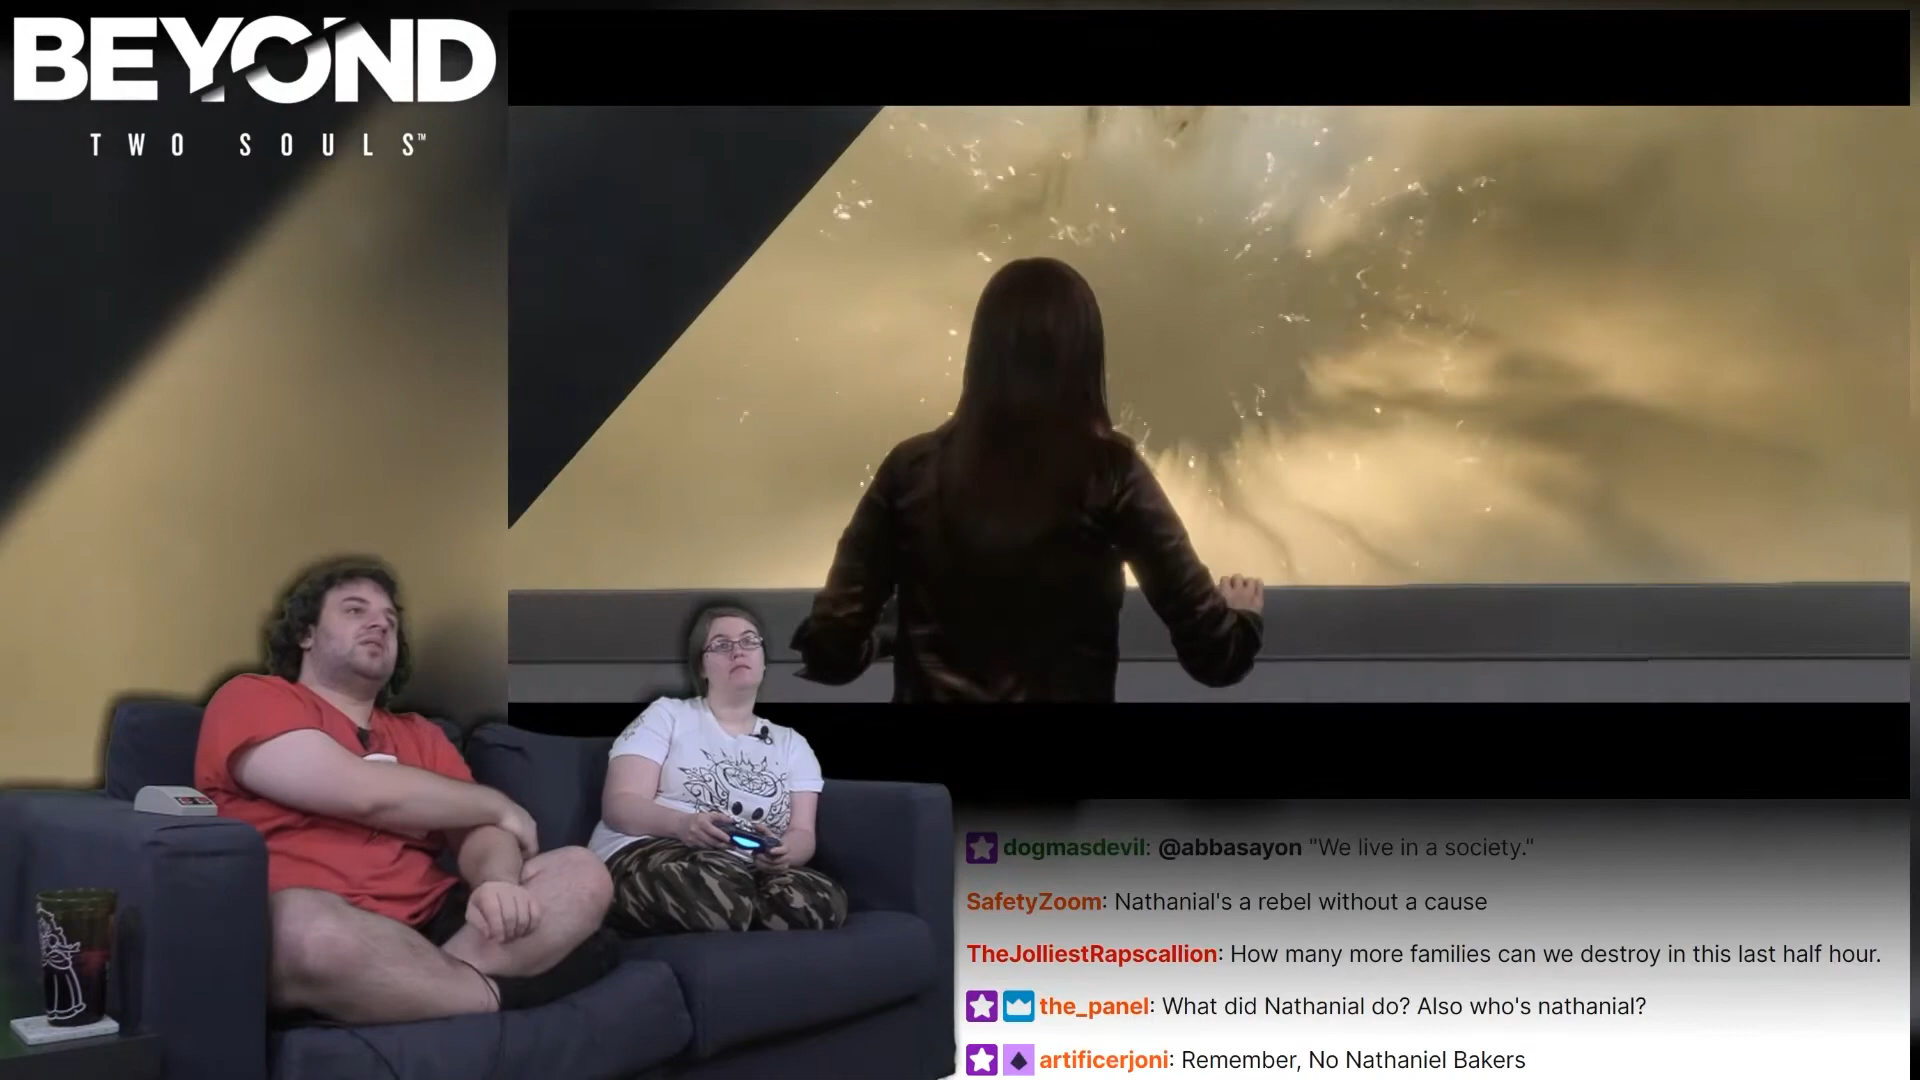 BEYOND
TWO SOULS™
dogmasdevil: @abbasayon "We live in a society."
SafetyZoom: Nathanial's a rebel without a cause
TheJolliestRapscallion: How many more families can we destroy in this last half hour.
the_panel: What did Nathanial do? Also who's nathanial?
artificerjoni: Remember, No Nathaniel Bakers